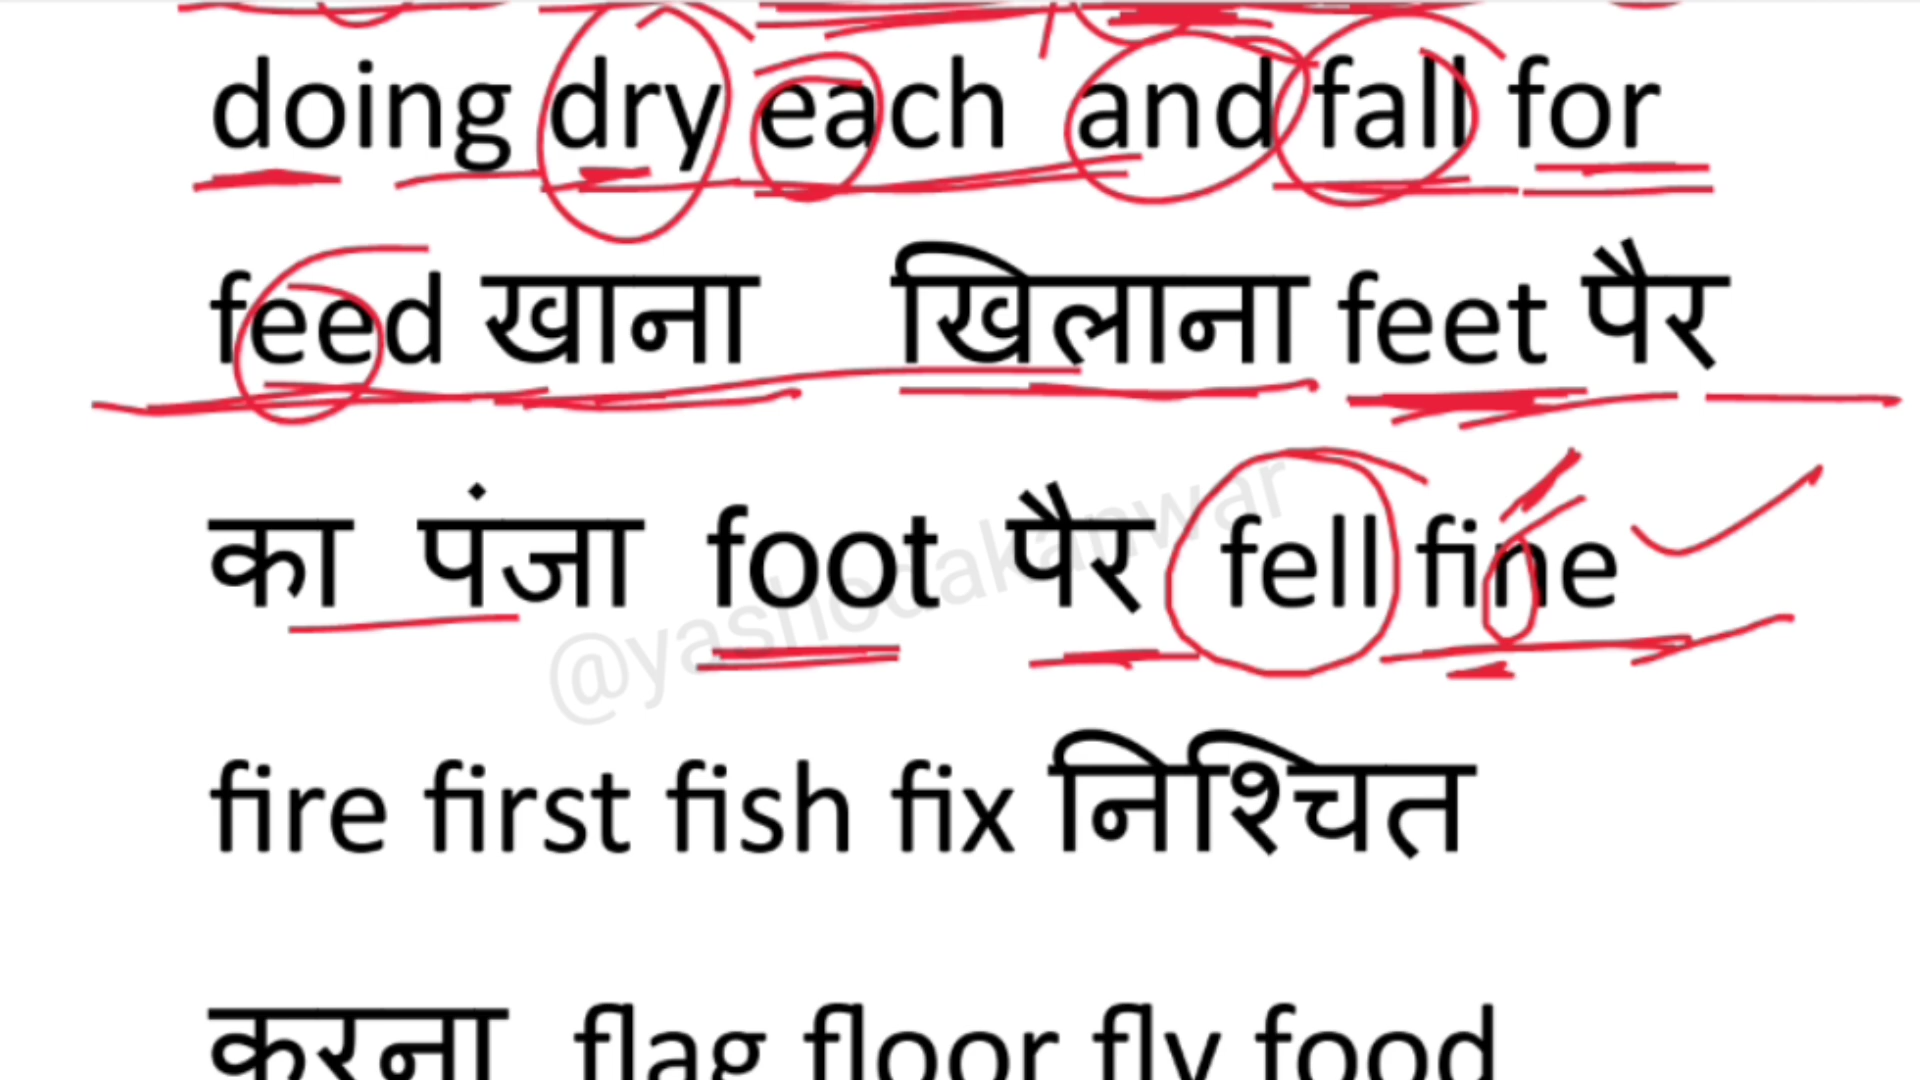 doing dry each and fall for
feed खाना खिलाना feet पैर
का पंजा foot पैर fell fine
@yashodakanwar
fire first fish fix निश्चित
करना flag floor fly food